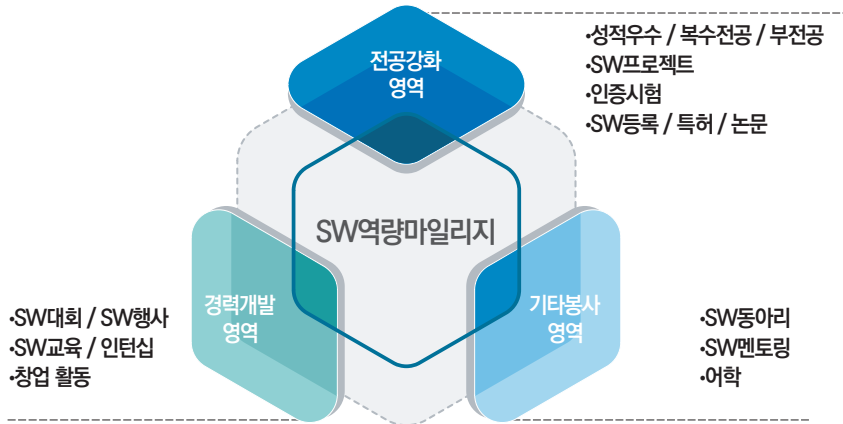 전공강화
영역
·성적우수 / 복수전공 / 부전공
·SW프로젝트
·인증시험
·SW등록 / 특허 / 논문
SW역량마일리지
경력개발
영역
·SW대회 / SW행사
·SW교육 / 인턴십
·창업 활동
기타봉사
영역
·SW동아리
·SW멘토링
·어학